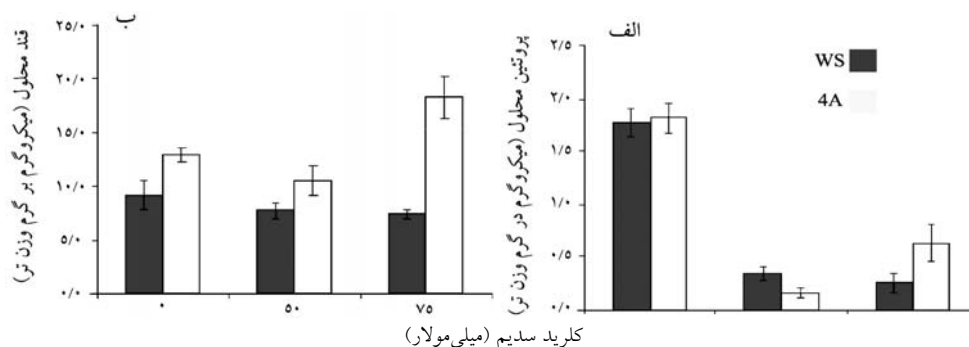 الف
پروتئین محلول (میکروگرم در گرم وزن تر)
۲/۵
۲/۰
۱/۵
۱/۰
۰/۵
۰/۰
WS
4A
ب
قند محلول (میکروگرم بر گرم وزن تر)
۲۵/۰
۲۰/۰
۱۵/۰
۱۰/۰
۵/۰
۰/۰
۰ ۵۰ ۷۵
کلرید سدیم (میلی‌مولار)